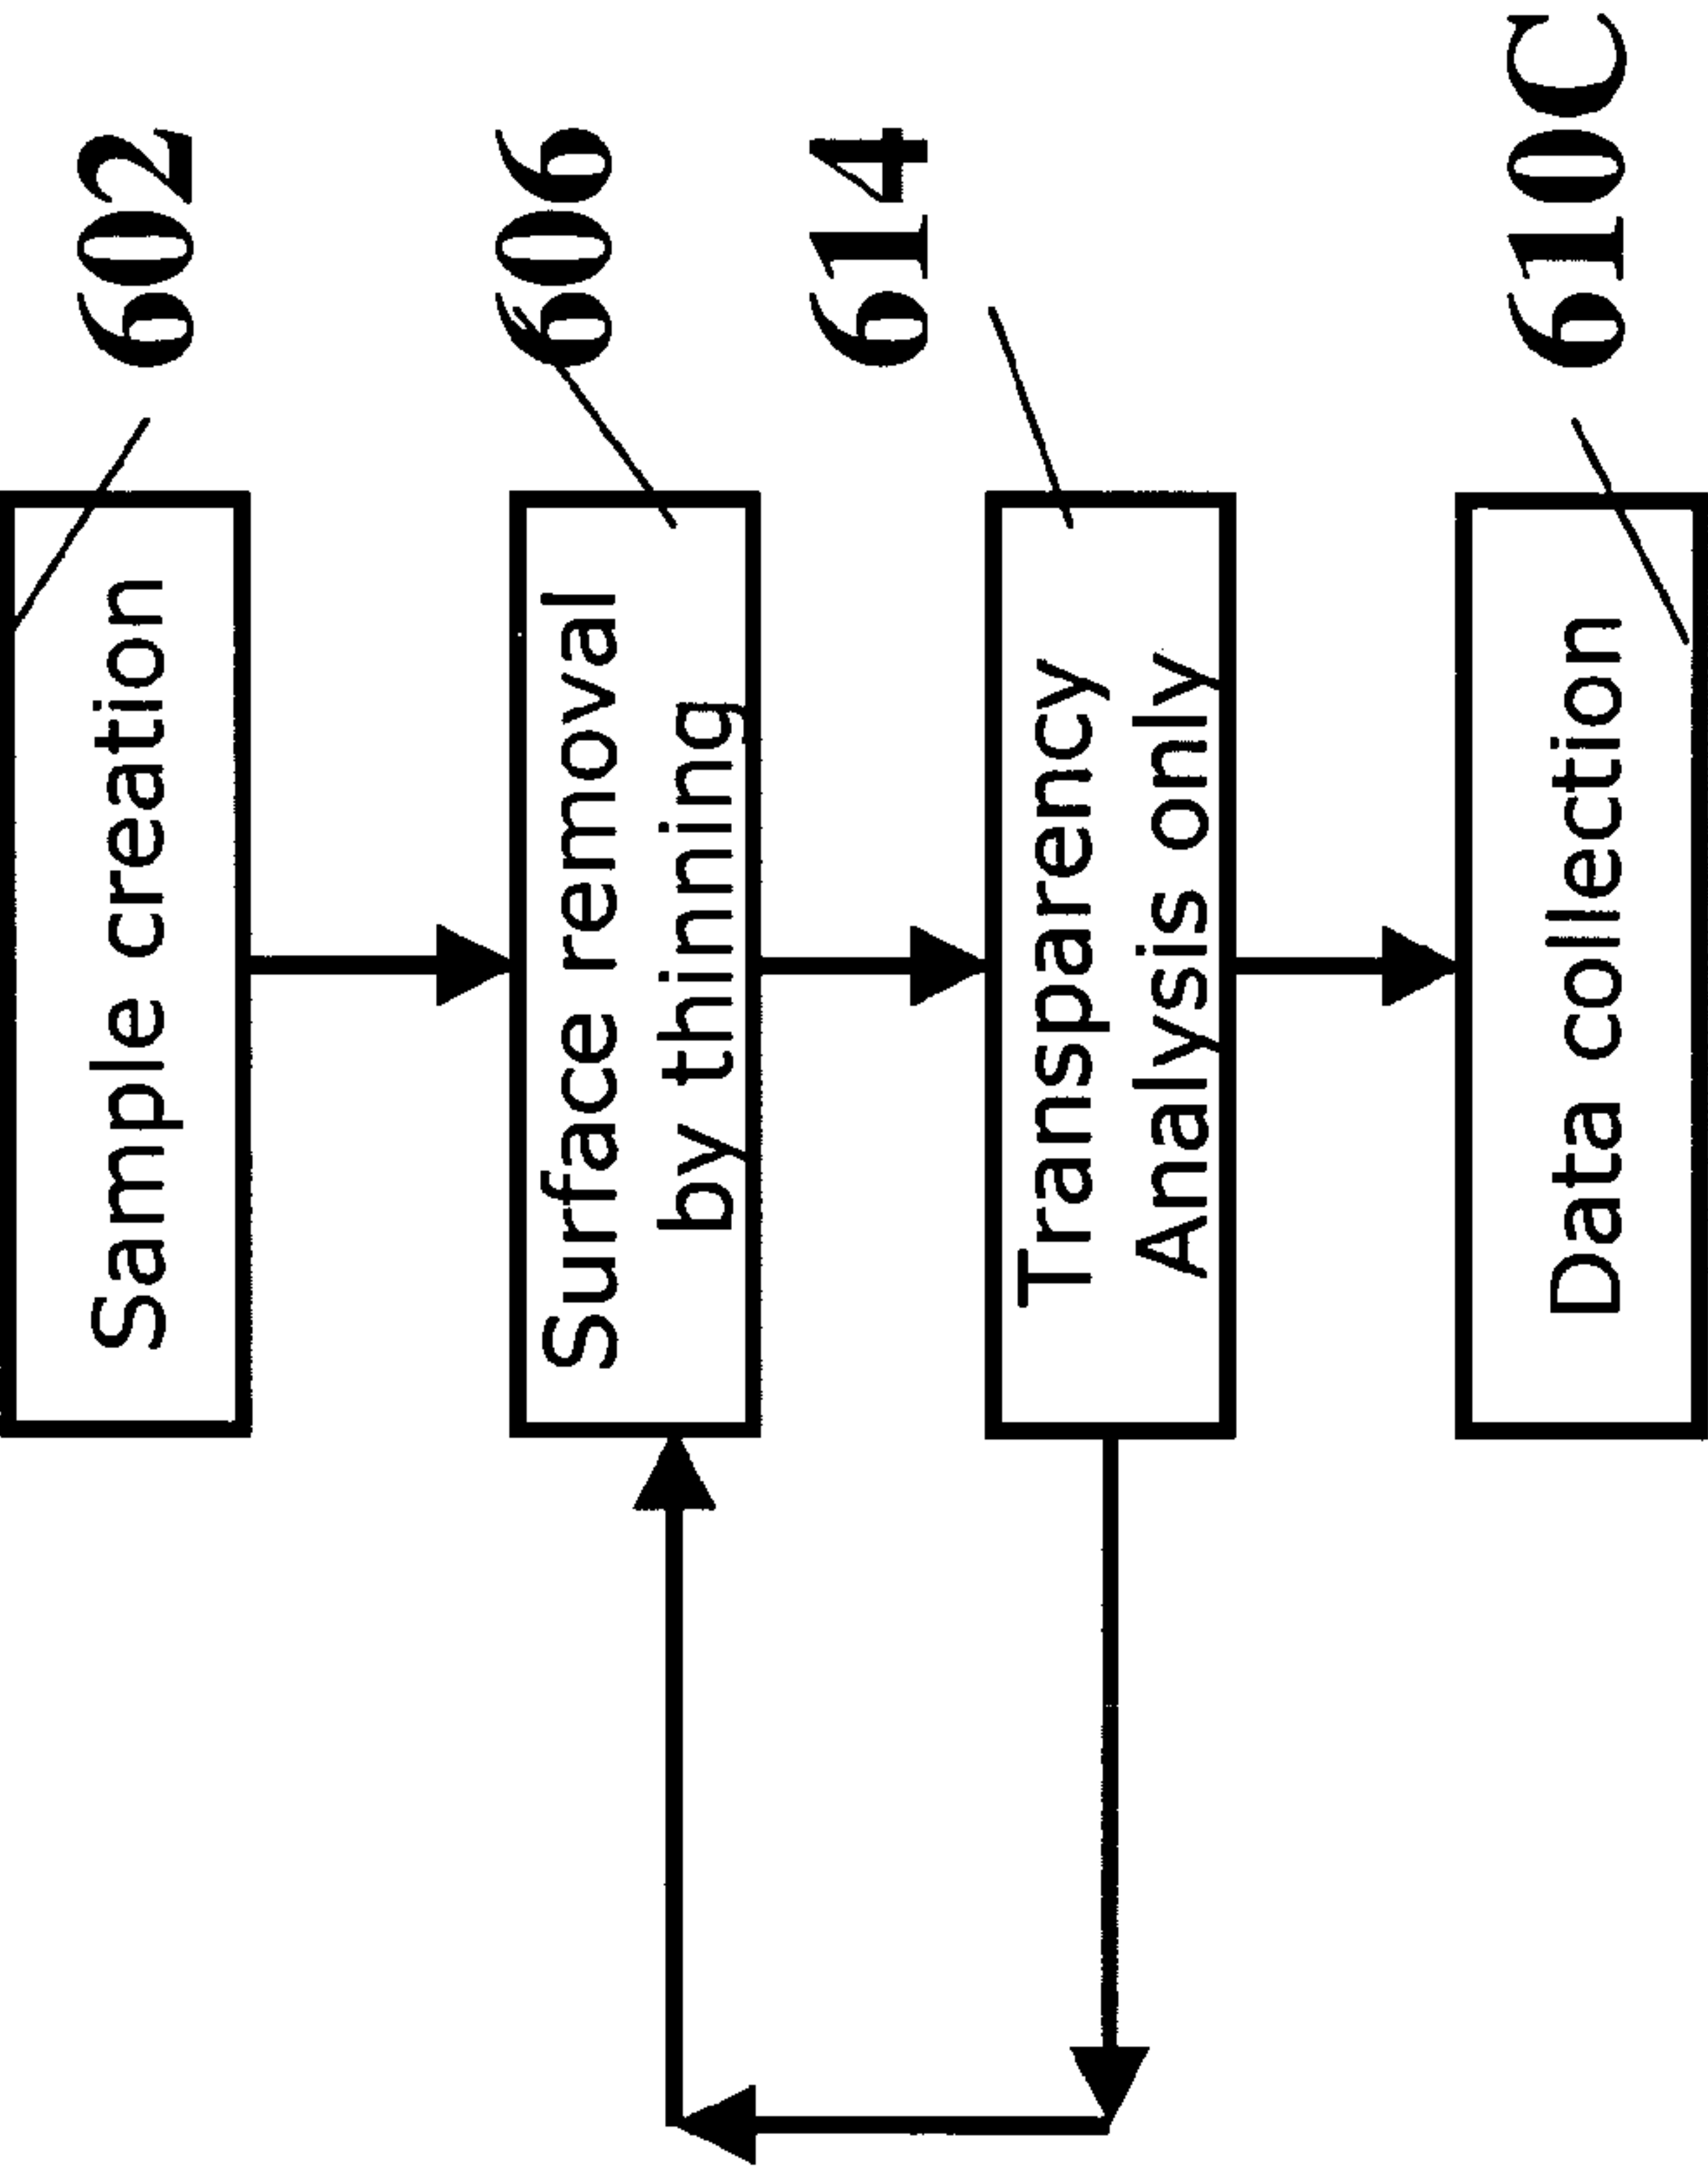 Sample creation
602
Surface removal
by thinning
606
Transparency
Analysis only
614
Data collection
610C